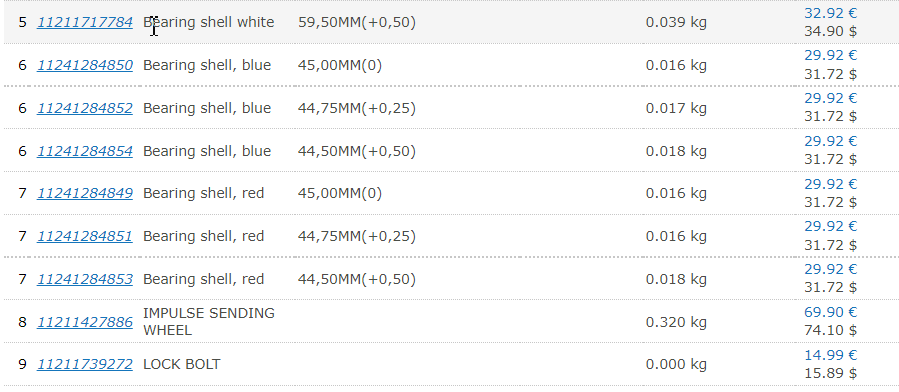 5 11211717784 Bearing shell white 59,50MM(+0,50) 0.039 kg 32.92 €
34.90 $
6 11241284850 Bearing shell, blue 45,00MM(0) 0.016 kg 29.92 €
31.72 $
6 11241284852 Bearing shell, blue 44,75MM(+0,25) 0.017 kg 29.92 €
31.72 $
6 11241284854 Bearing shell, blue 44,50MM(+0,50) 0.018 kg 29.92 €
31.72 $
7 11241284849 Bearing shell, red 45,00MM(0) 0.016 kg 29.92 €
31.72 $
7 11241284851 Bearing shell, red 44,75MM(+0,25) 0.016 kg 29.92 €
31.72 $
7 11241284853 Bearing shell, red 44,50MM(+0,50) 0.018 kg 29.92 €
31.72 $
8 11211427886 IMPULSE SENDING WHEEL 0.320 kg 69.90 €
74.10 $
9 11211739272 LOCK BOLT 0.000 kg 14.99 €
15.89 $